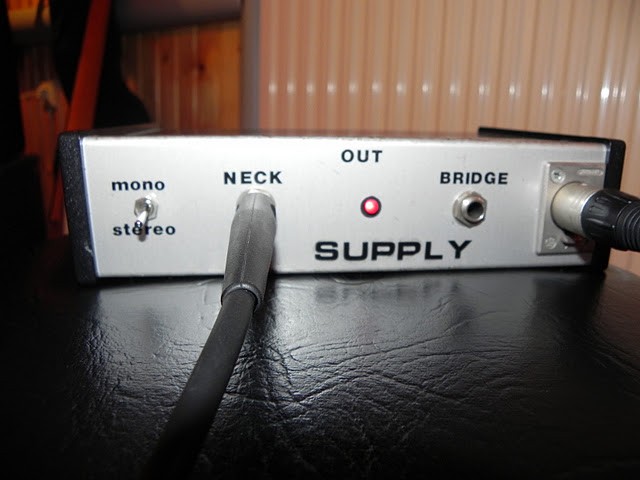 mono
stereo
NECK
OUT
BRIDGE
SUPPLY